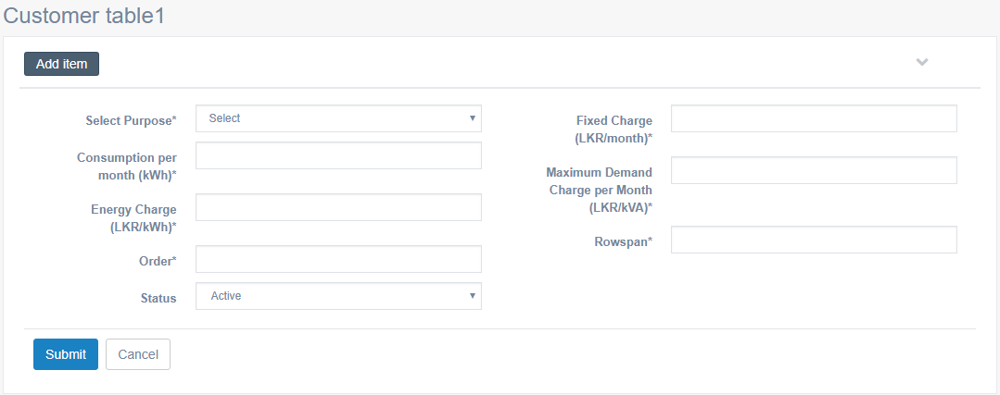 Customer table1
Add item
Select Purpose*
Select
Consumption per
month (kWh)*
Energy Charge
(LKR/kWh)*
Order*
Status
Active
Fixed Charge
(LKR/month)*
Maximum Demand
Charge per Month
(LKR/kVA)*
Rowspan*
Submit
Cancel